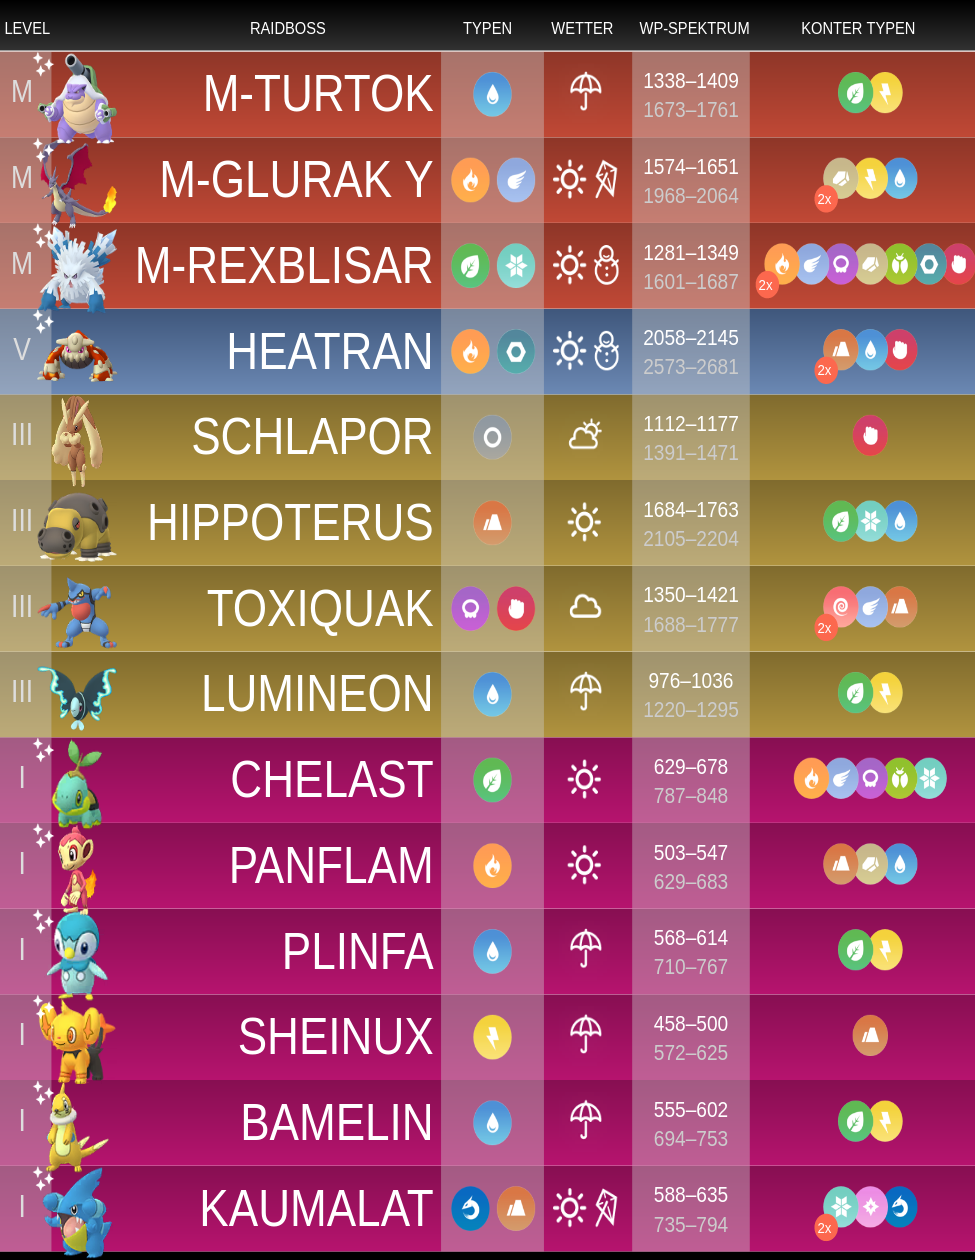 LEVEL RAIDBOSS TYPEN WETTER WP-SPEKTRUM KONTER TYPEN
M M-TURTOK 1338–1409
1673–1761
M M-GLURAK Y 1574–1651
1968–2064 2x
M M-REXBLISAR 1281–1349
1601–1687 2x
V HEATRAN 2058–2145
2573–2681 2x
III SCHLAPOR 1112–1177
1391–1471
III HIPPOTERUS 1684–1763
2105–2204
III TOXIQUAK 1350–1421
1688–1777 2x
III LUMINEON 976–1036
1220–1295
I CHELAST 629–678
787–848
I PANFLAM 503–547
629–683
I PLINFA 568–614
710–767
I SHEINUX 458–500
572–625
I BAMELIN 555–602
694–753
I KAUMALAT 588–635
735–794 2x